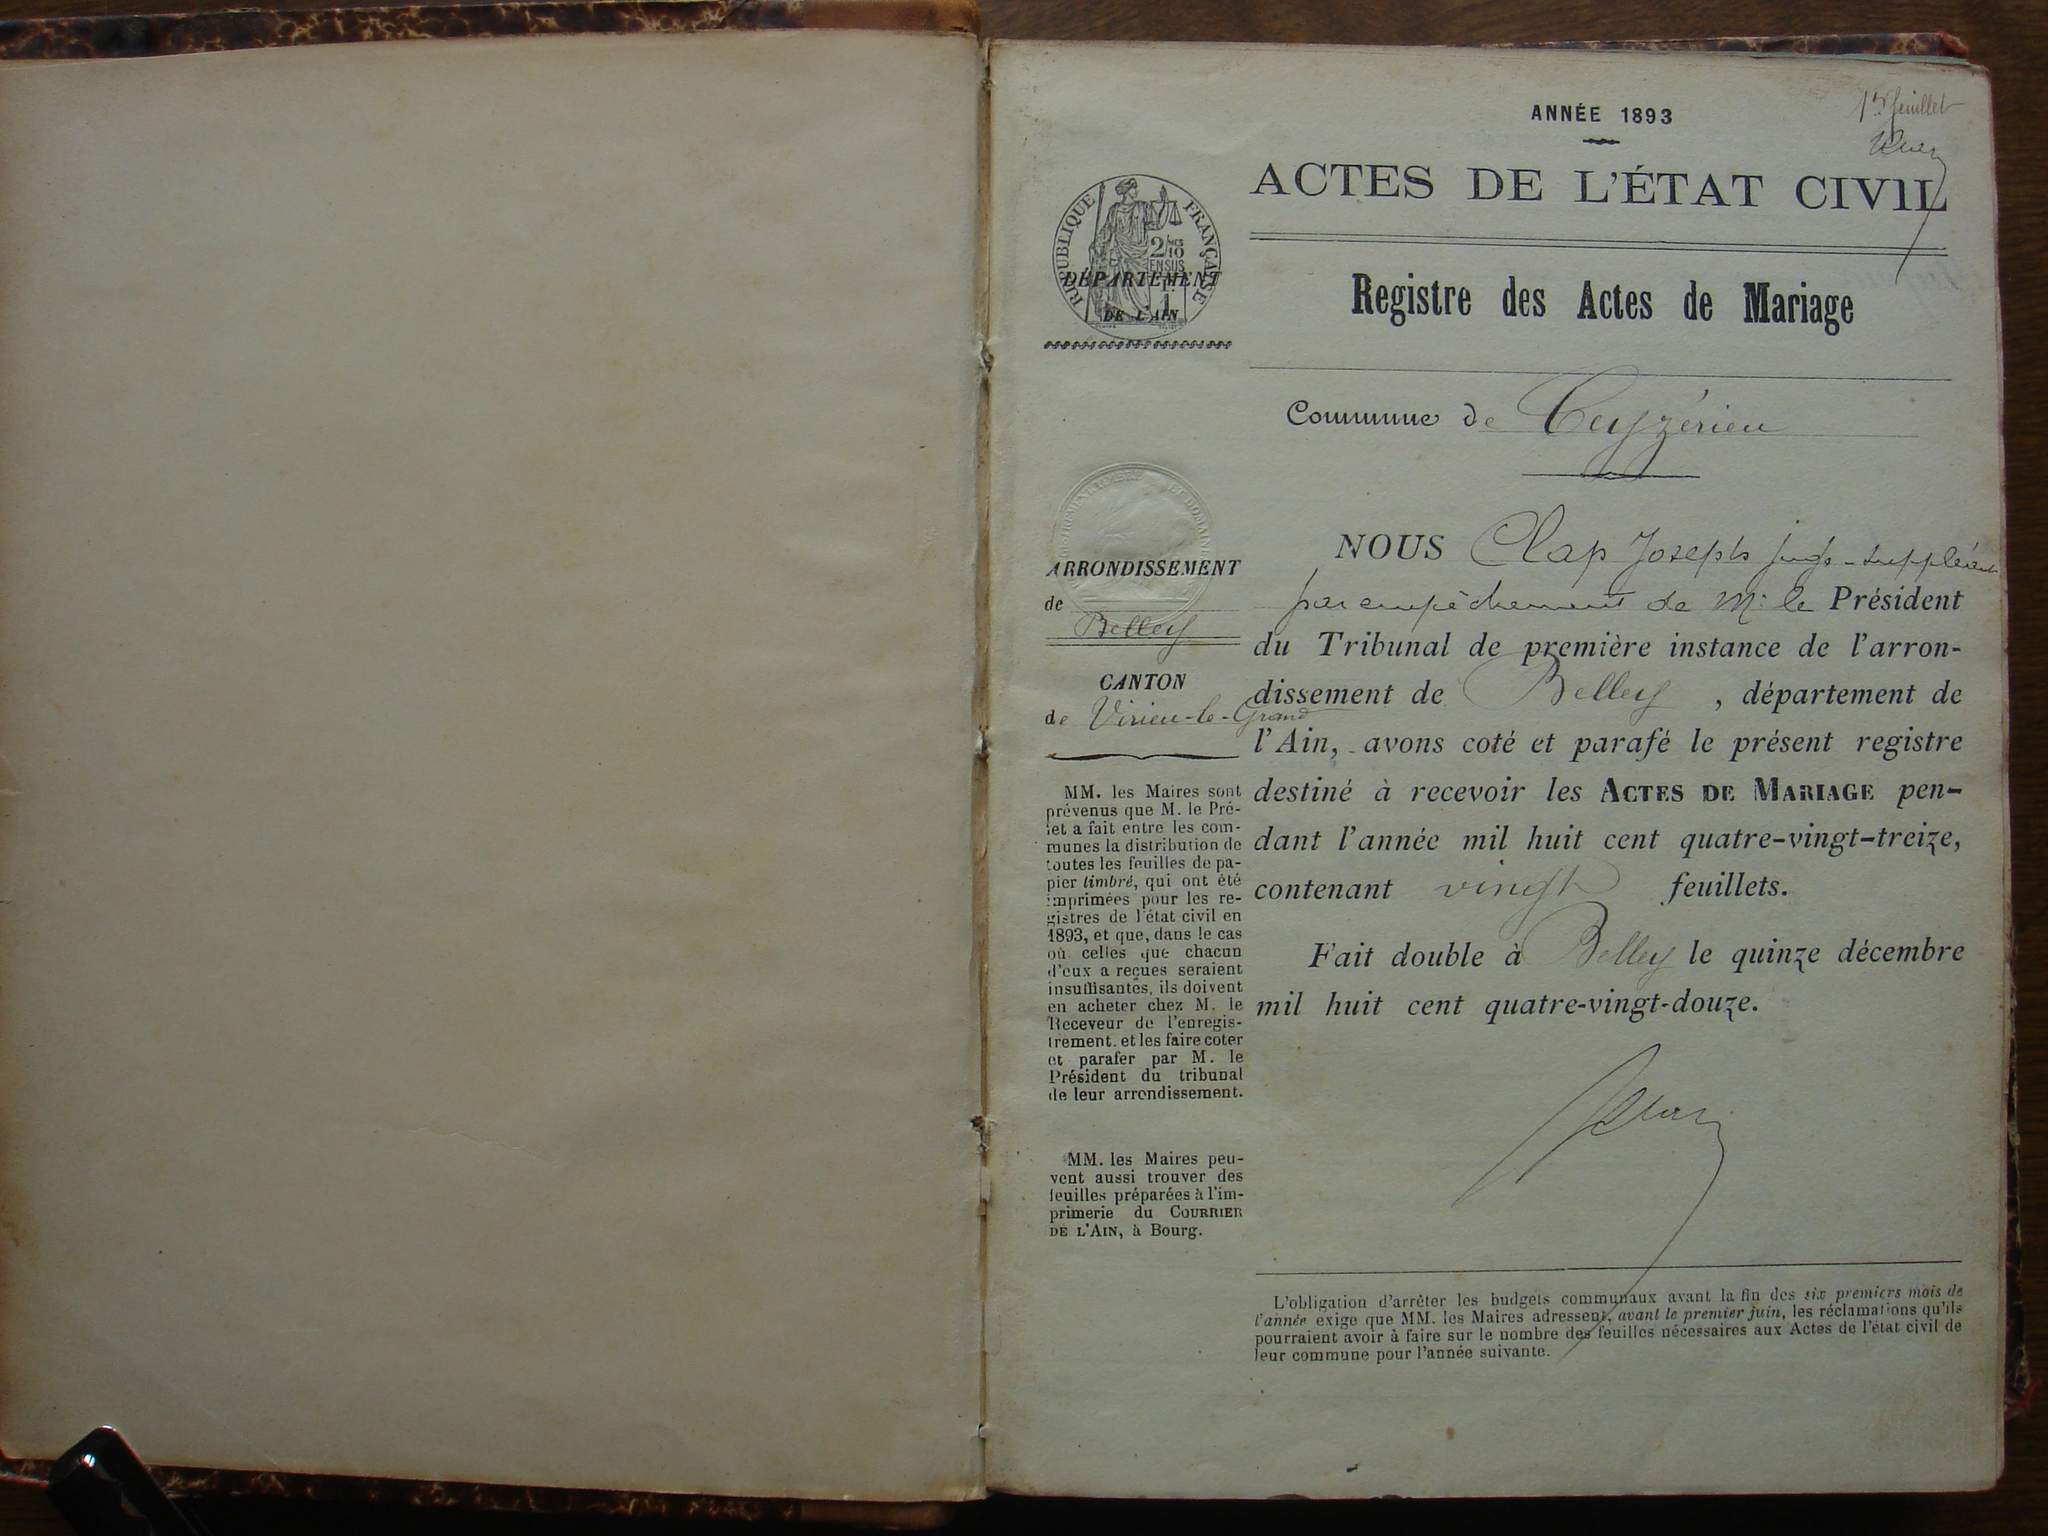 1er feuillet
ANNÉE 1893
ACTES DE L'ÉTAT CIVIL
RÉPUBLIQUE FRANÇAISE
2/10mes
EN SUS
DÉPARTEMENT
DE L'AIN
Registre des Actes de Mariage
Commune de Ceyzérieu
ARRONDISSEMENT
de
Belley
CANTON
de Virieu-le-Grand
MM. les Maires sont
prévenus que M. le Pré-
fet a fait entre les com-
munes la distribution de
toutes les feuilles de pa-
pier timbré, qui ont été
imprimées pour les re-
gistres de l'état civil en
1893, et que, dans le cas
où celles que chacun
d'eux a reçues seraient
insuffisantes, ils doivent
en acheter chez M. le
Receveur de l'enregis-
trement. et les faire coter
et parafer par M. le
Président du tribunal
de leur arrondissement.
MM. les Maires peu-
vent aussi trouver des
feuilles préparées à l'im-
primerie du COURRIER
DE L'AIN, à Bourg.
NOUS Clap Joseph juge-suppléant
par empêchement de Mr le Président
du Tribunal de première instance de l'arron-
dissement de Belley, département de
l'Ain, avons coté et parafé le présent registre
destiné à recevoir les ACTES DE MARIAGE pen-
dant l'année mil huit cent quatre-vingt-treize,
contenant vingt feuillets.
Fait double à Belley le quinze décembre
mil huit cent quatre-vingt-douze.
L'obligation d'arrêter les budgets communaux avant la fin des six premiers mois de
l'année exige que MM. les Maires adressent, avant le premier juin, les réclamations qu'ils
pourraient avoir à faire sur le nombre des feuilles nécessaires aux Actes de l'état civil de
leur commune pour l'année suivante.